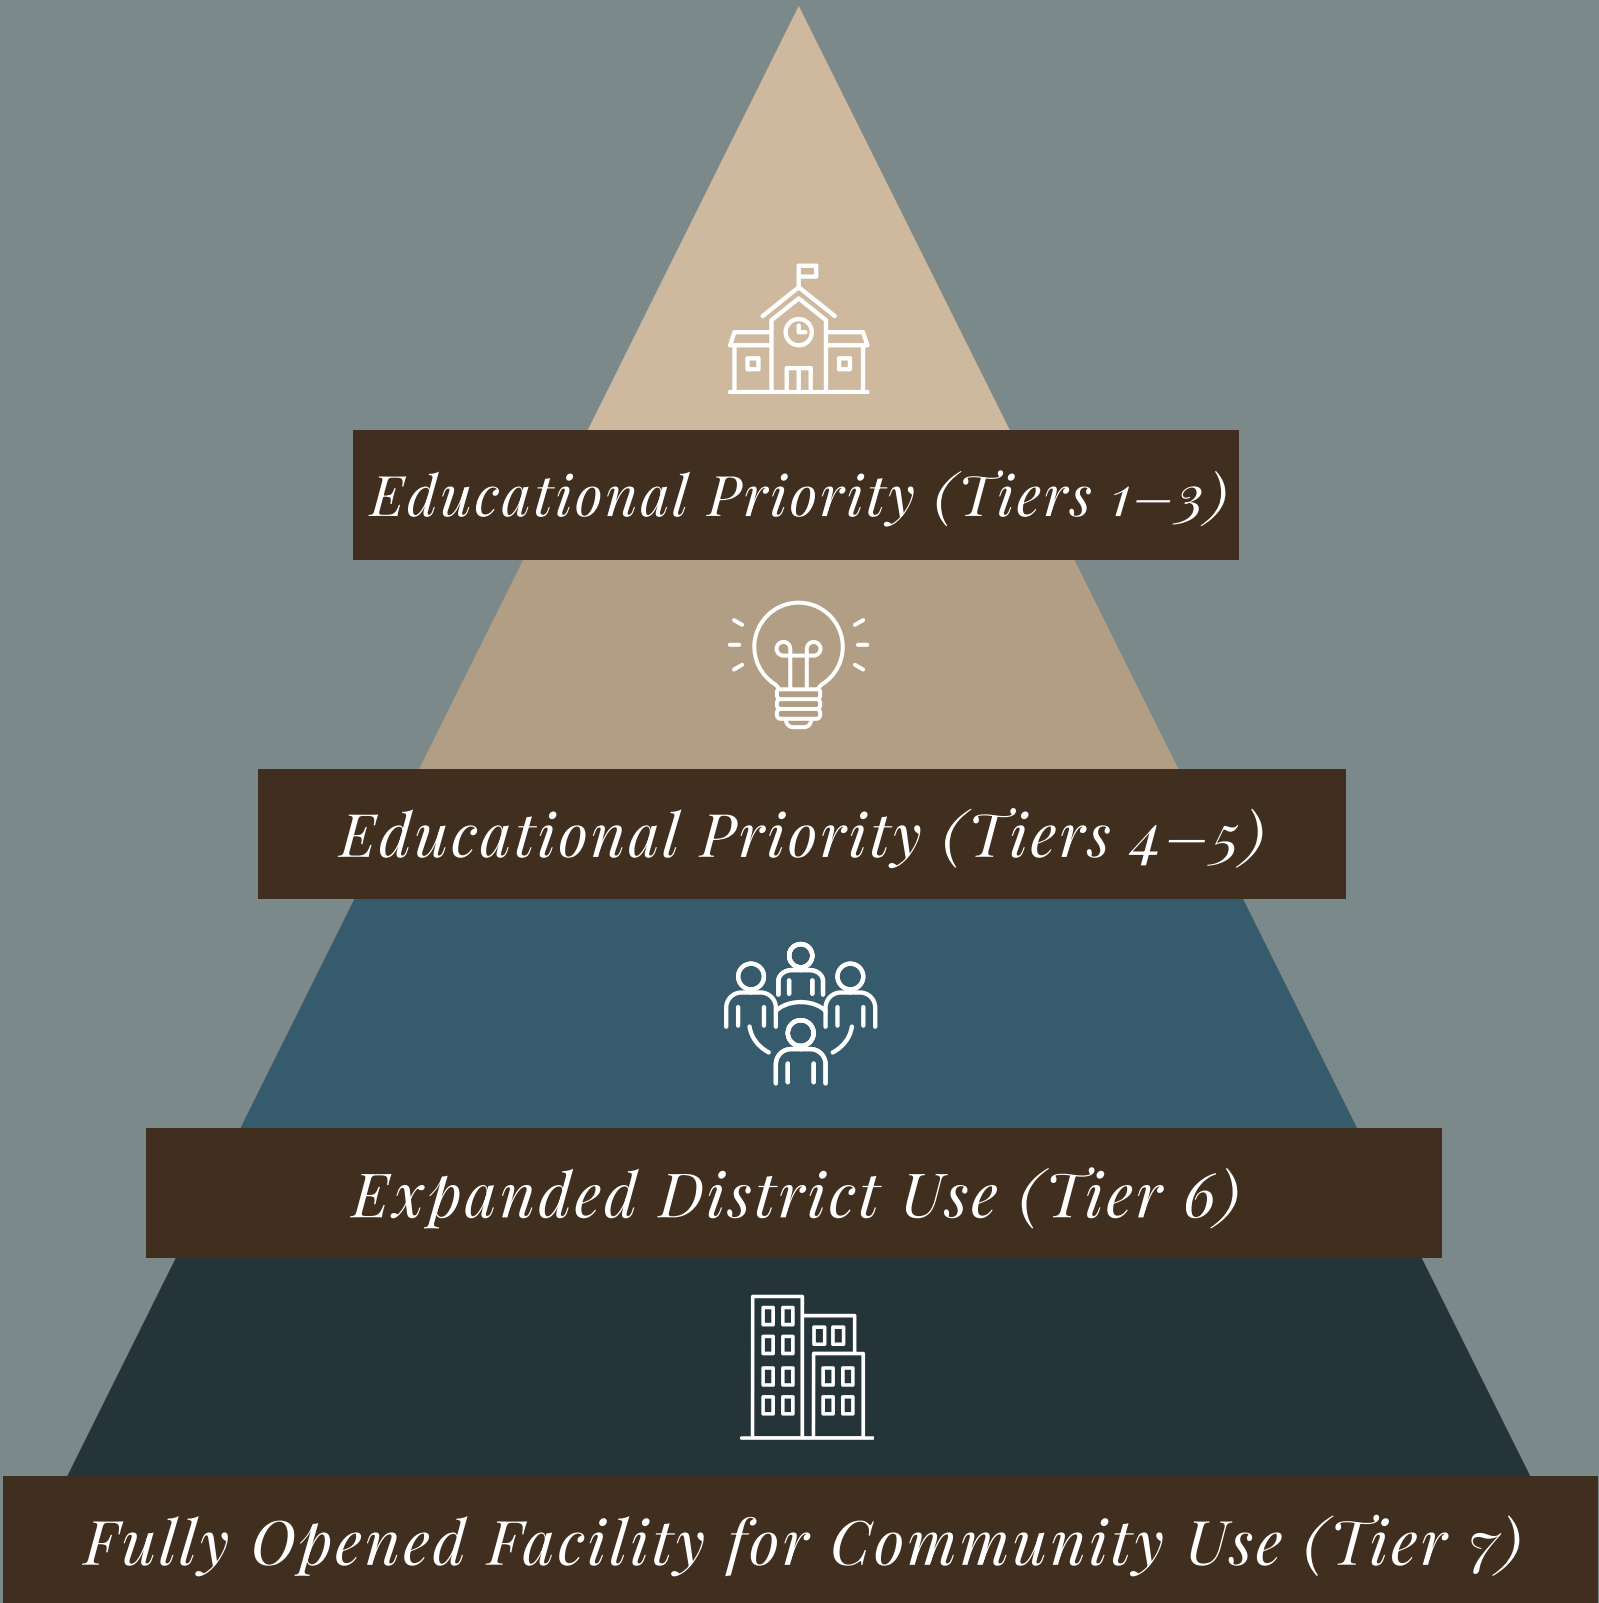 Educational Priority (Tiers 1–3)
Educational Priority (Tiers 4–5)
Expanded District Use (Tier 6)
Fully Opened Facility for Community Use (Tier 7)